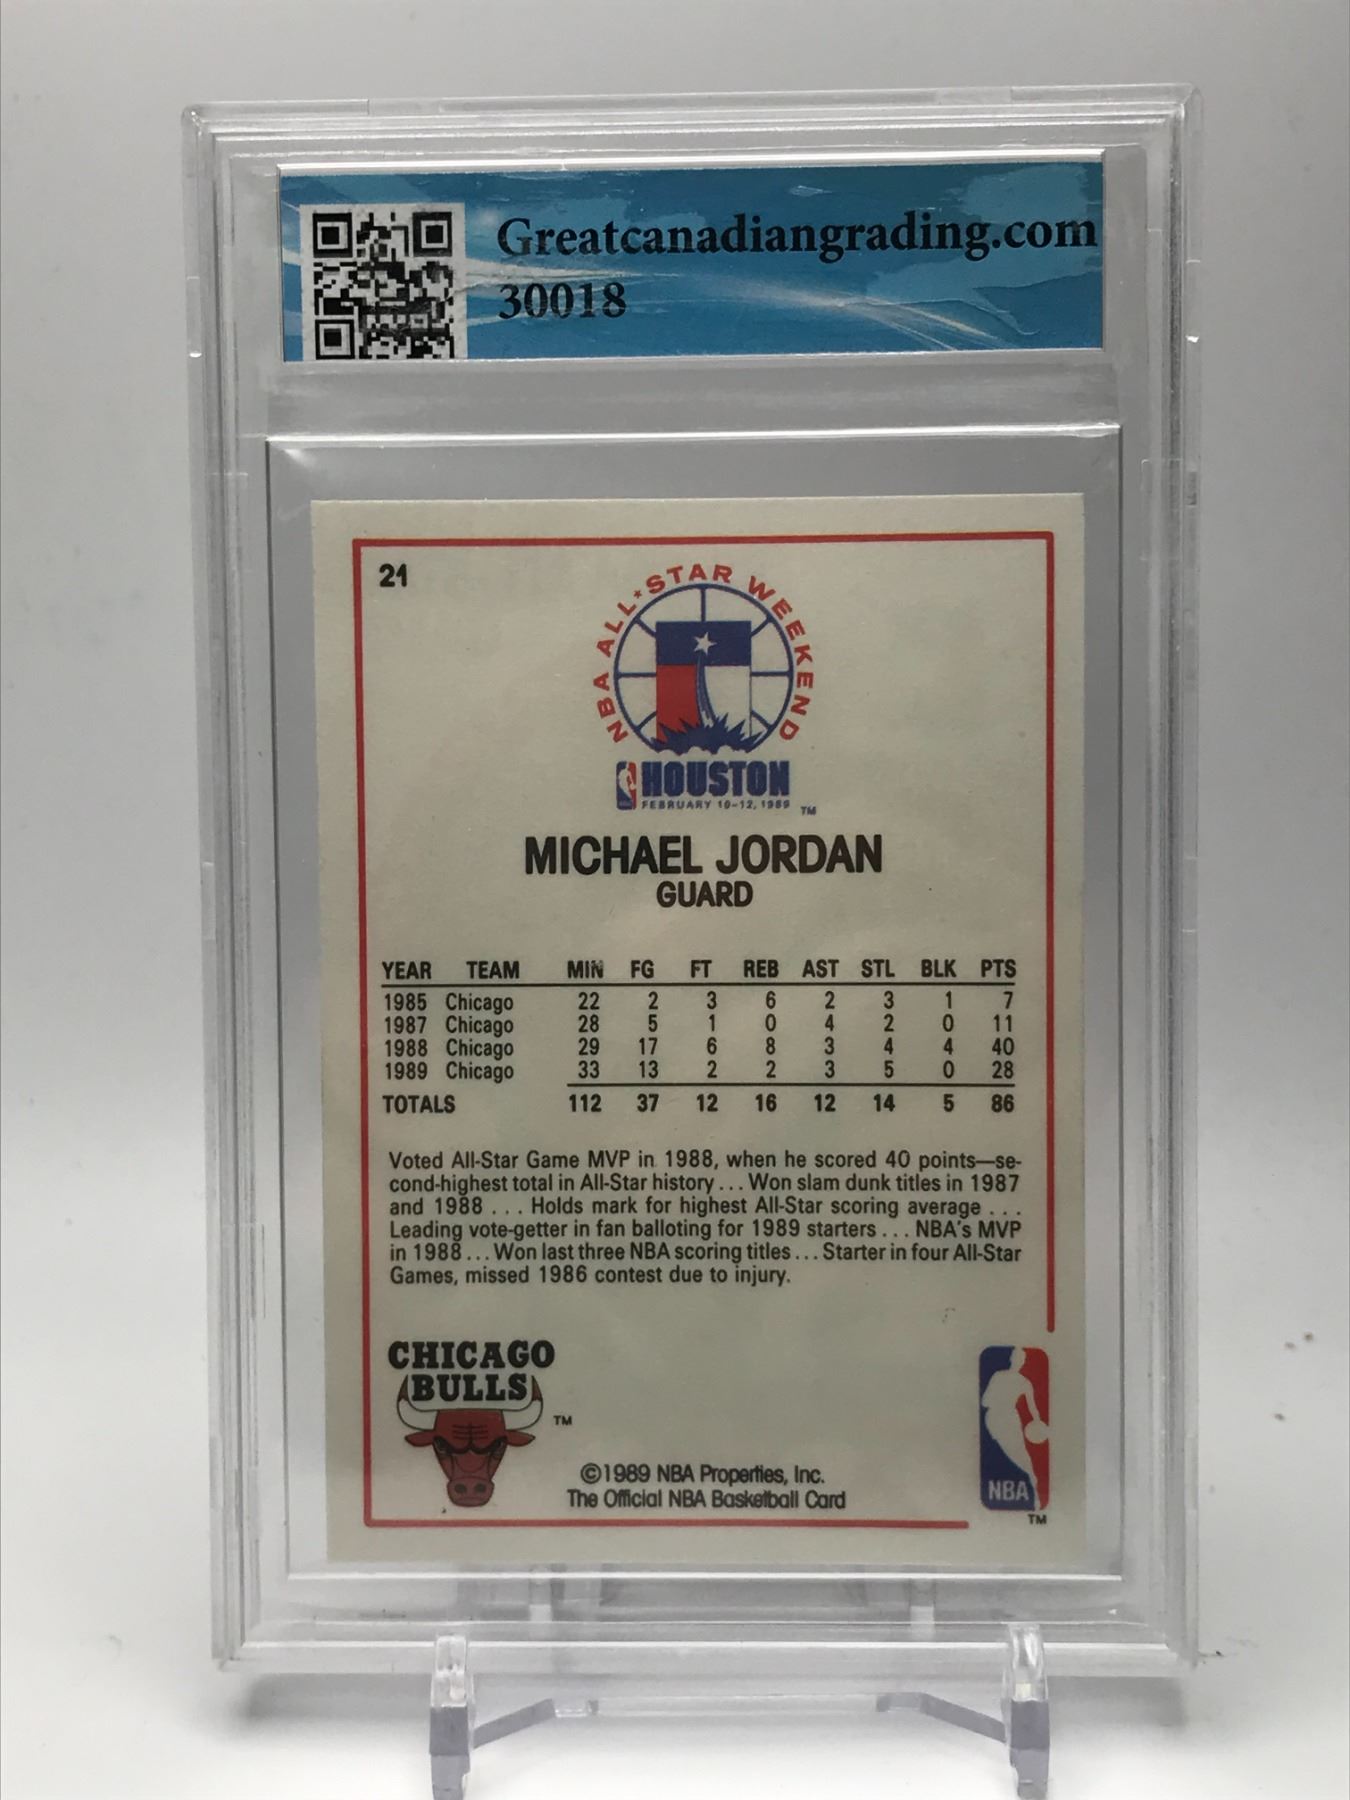 Greatcanadiangrading.com
30018
21
NBA ALL★STAR WEEKEND
HOUSTON
FEBRUARY 10-12, 1989 TM
MICHAEL JORDAN
GUARD
YEAR TEAM MIN FG FT REB AST STL BLK PTS
1985 Chicago 22 2 3 6 2 3 1 7
1987 Chicago 28 5 1 0 4 2 0 11
1988 Chicago 29 17 6 8 3 4 4 40
1989 Chicago 33 13 2 2 3 5 0 28
TOTALS 112 37 12 16 12 14 5 86
Voted All-Star Game MVP in 1988, when he scored 40 points—se-
cond-highest total in All-Star history . . . Won slam dunk titles in 1987
and 1988 . . . Holds mark for highest All-Star scoring average . . .
Leading vote-getter in fan balloting for 1989 starters . . . NBA's MVP
in 1988 . . . Won last three NBA scoring titles . . . Starter in four All-Star
Games, missed 1986 contest due to injury.
CHICAGO
BULLS
TM
©1989 NBA Properties, Inc.
The Official NBA Basketball Card
NBA
TM